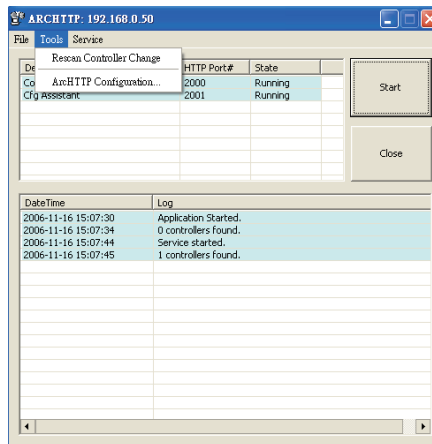 ARCHTTP: 192.168.0.50
File Tools Service
Rescan Controller Change
ArcHTTP Configuration...
De HTTP Port# State
Co 2000 Running
Cfg Assistant 2001 Running
Start
Close
DateTime Log
2006-11-16 15:07:30 Application Started.
2006-11-16 15:07:34 0 controllers found.
2006-11-16 15:07:44 Service started.
2006-11-16 15:07:45 1 controllers found.